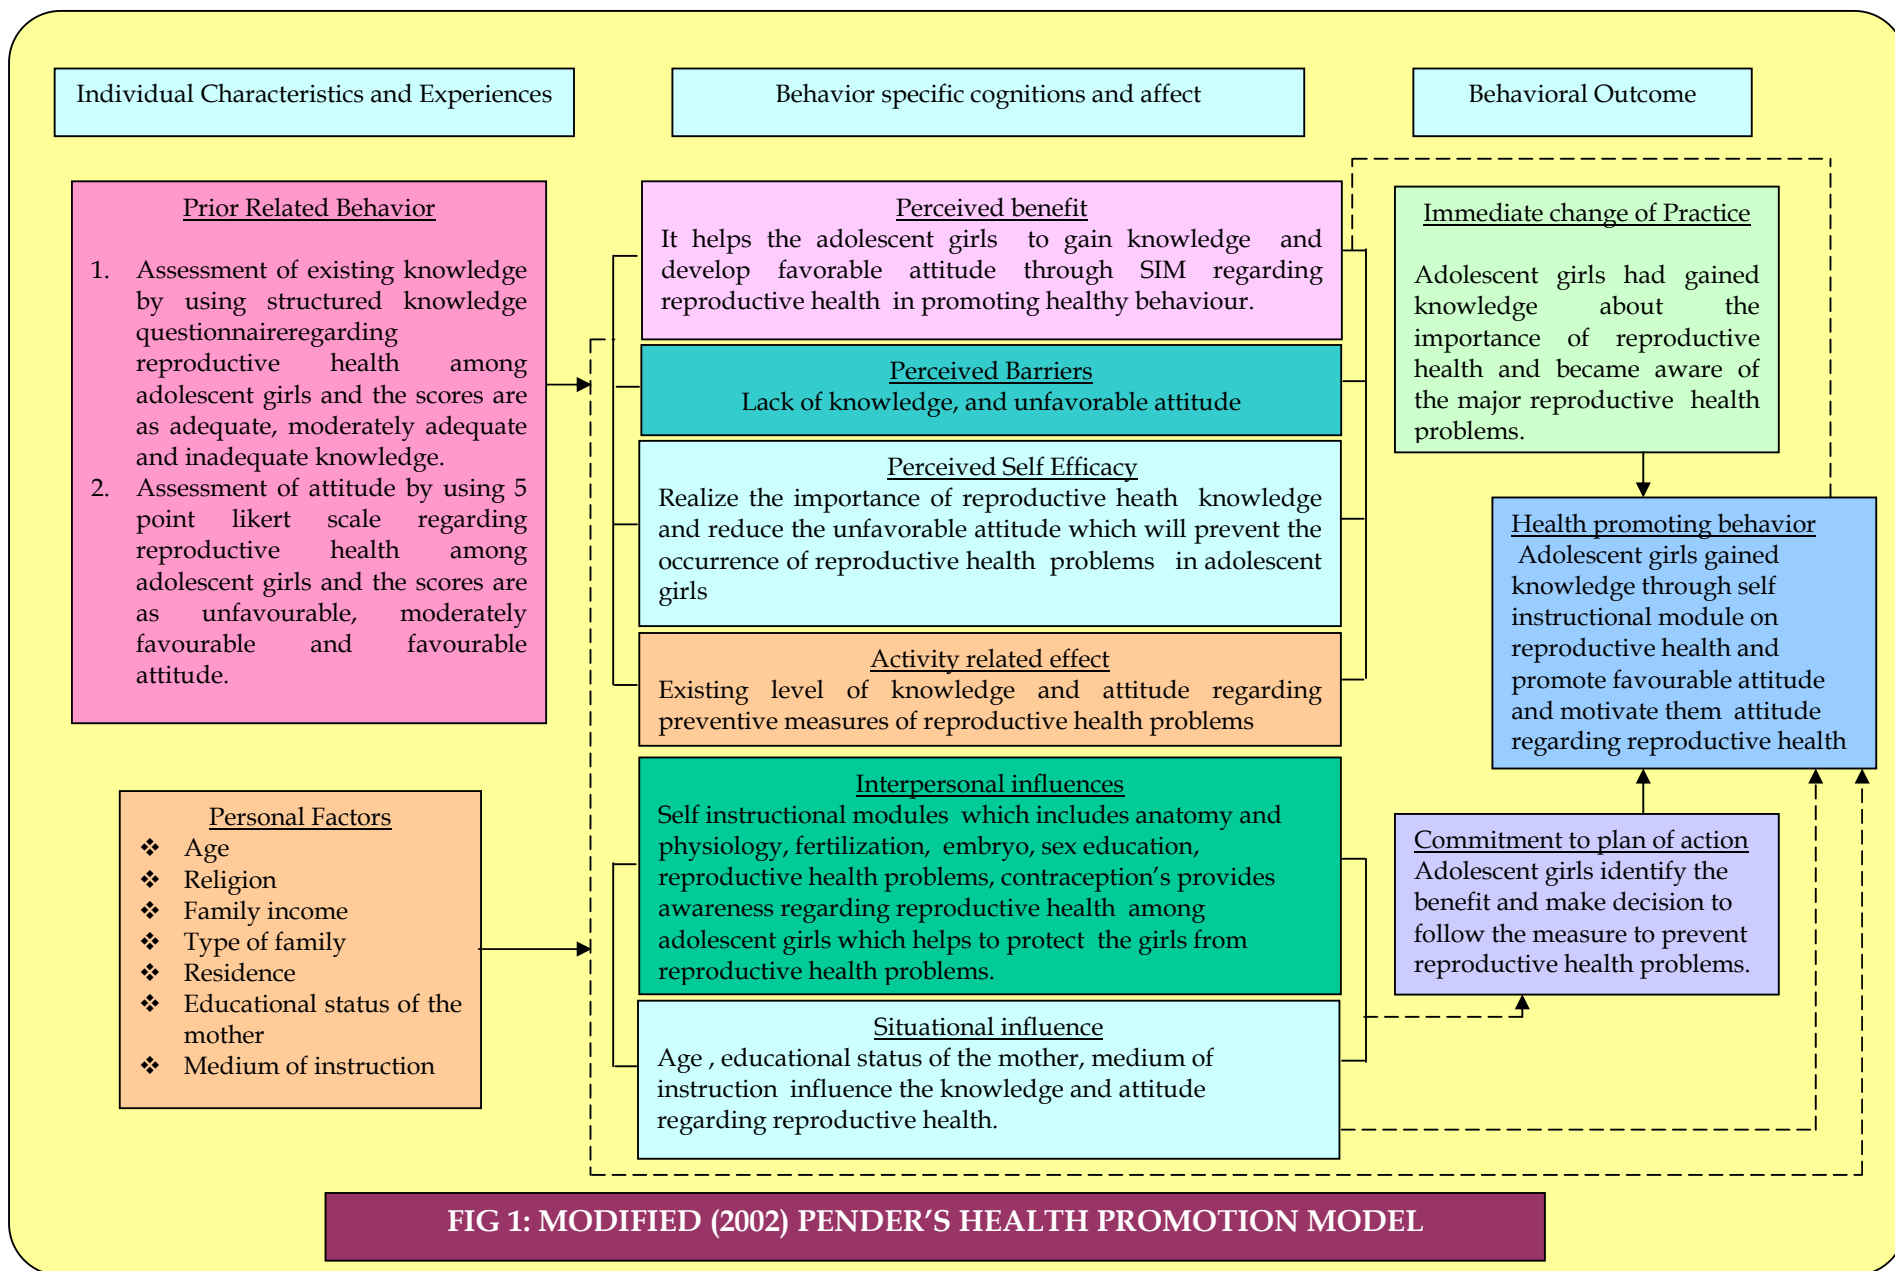 Individual Characteristics and Experiences
Behavior specific cognitions and affect
Behavioral Outcome
Prior Related Behavior
1. Assessment of existing knowledge
by using structured knowledge
questionnaireregarding
reproductive health among
adolescent girls and the scores are
as adequate, moderately adequate
and inadequate knowledge.
2. Assessment of attitude by using 5
point likert scale regarding
reproductive health among
adolescent girls and the scores are
as unfavourable, moderately
favourable and favourable
attitude.
Personal Factors
❖ Age
❖ Religion
❖ Family income
❖ Type of family
❖ Residence
❖ Educational status of the
mother
❖ Medium of instruction
Perceived benefit
It helps the adolescent girls to gain knowledge and
develop favorable attitude through SIM regarding
reproductive health in promoting healthy behaviour.
Perceived Barriers
Lack of knowledge, and unfavorable attitude
Perceived Self Efficacy
Realize the importance of reproductive heath knowledge
and reduce the unfavorable attitude which will prevent the
occurrence of reproductive health problems in adolescent
girls
Activity related effect
Existing level of knowledge and attitude regarding
preventive measures of reproductive health problems
Interpersonal influences
Self instructional modules which includes anatomy and
physiology, fertilization, embryo, sex education,
reproductive health problems, contraception's provides
awareness regarding reproductive health among
adolescent girls which helps to protect the girls from
reproductive health problems.
Situational influence
Age , educational status of the mother, medium of
instruction influence the knowledge and attitude
regarding reproductive health.
Immediate change of Practice
Adolescent girls had gained
knowledge about the
importance of reproductive
health and became aware of
the major reproductive health
problems.
Health promoting behavior
Adolescent girls gained
knowledge through self
instructional module on
reproductive health and
promote favourable attitude
and motivate them attitude
regarding reproductive health
Commitment to plan of action
Adolescent girls identify the
benefit and make decision to
follow the measure to prevent
reproductive health problems.
FIG 1: MODIFIED (2002) PENDER'S HEALTH PROMOTION MODEL